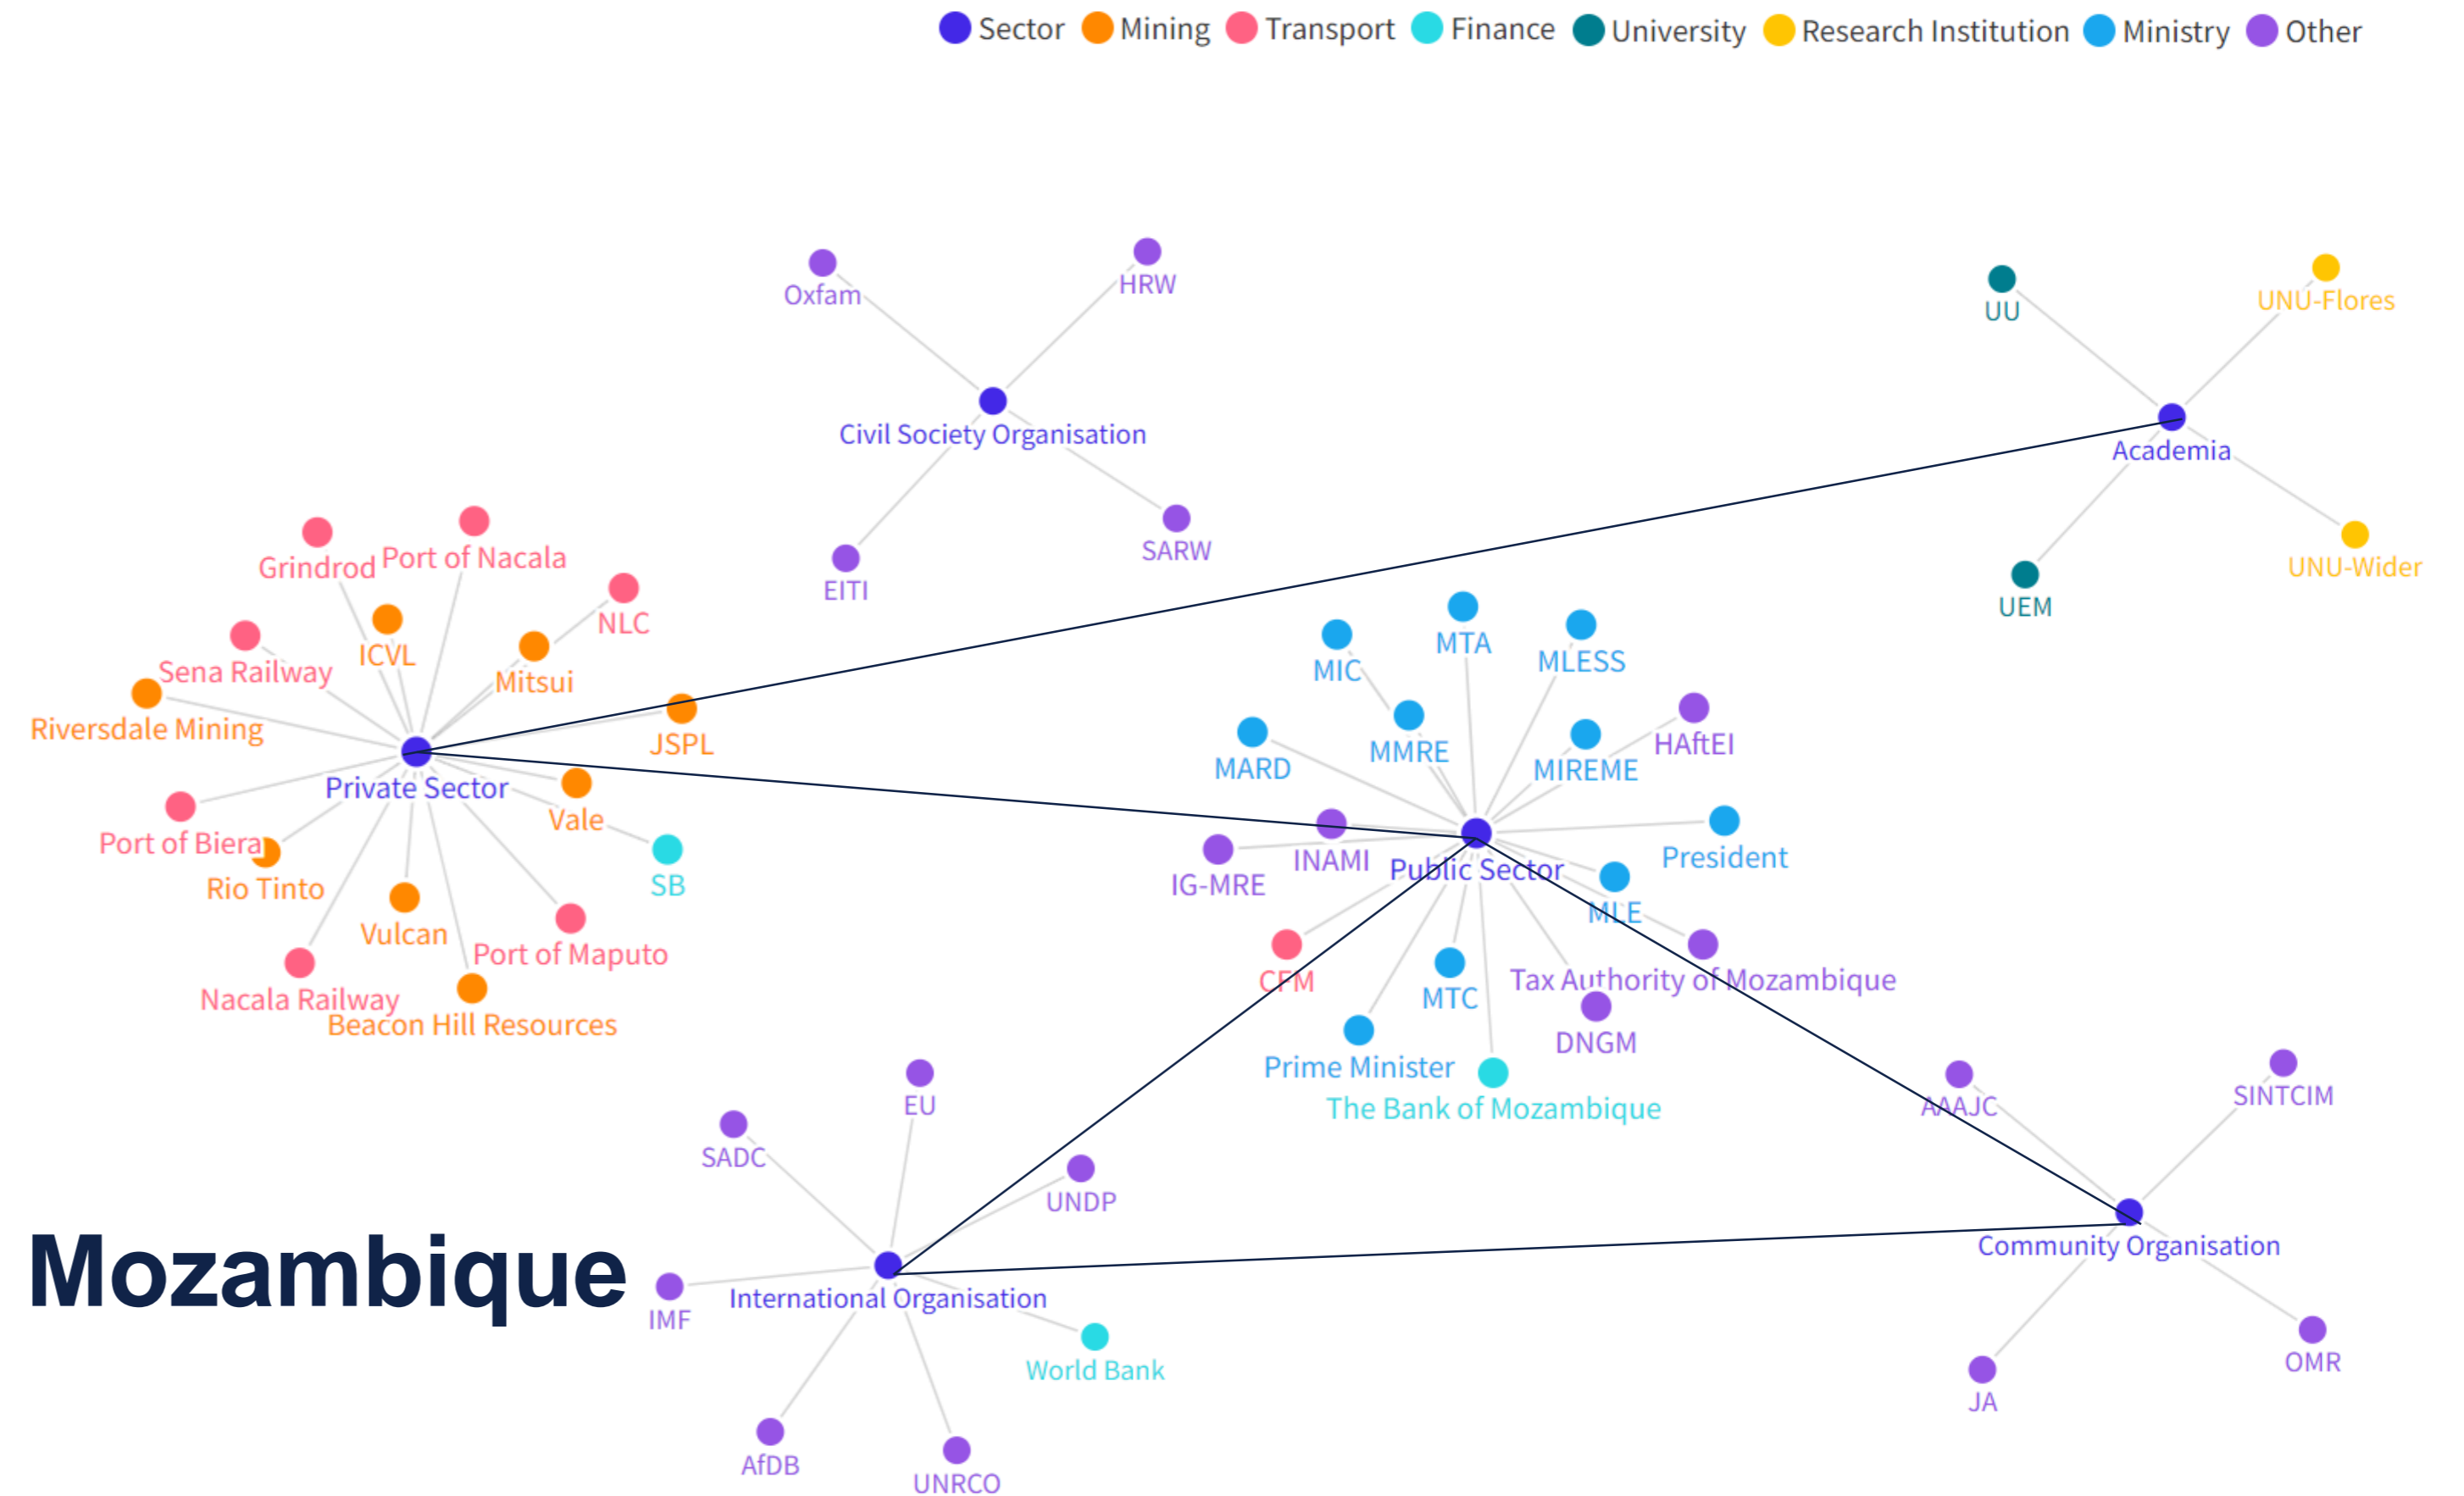 Sector Mining Transport Finance University Research Institution Ministry Other
Oxfam
HRW
Civil Society Organisation
EITI
SARW
UU
UNU-Flores
Academia
UEM
UNU-Wider
Grindrod
Port of Nacala
NLC
ICVL
Sena Railway
Mitsui
Riversdale Mining
JSPL
Private Sector
Vale
Port of Biera
SB
Rio Tinto
Vulcan
Port of Maputo
Nacala Railway
Beacon Hill Resources
MTA
MIC
MLESS
HAftEI
MMRE
MARD
MIREME
President
INAMI
IG-MRE
Public Sector
MLE
CFM
MTC
Tax Authority of Mozambique
DNGM
Prime Minister
The Bank of Mozambique
EU
SADC
UNDP
IMF
International Organisation
World Bank
AfDB
UNRCO
AAAJC
SINTCIM
Community Organisation
OMR
JA
Mozambique